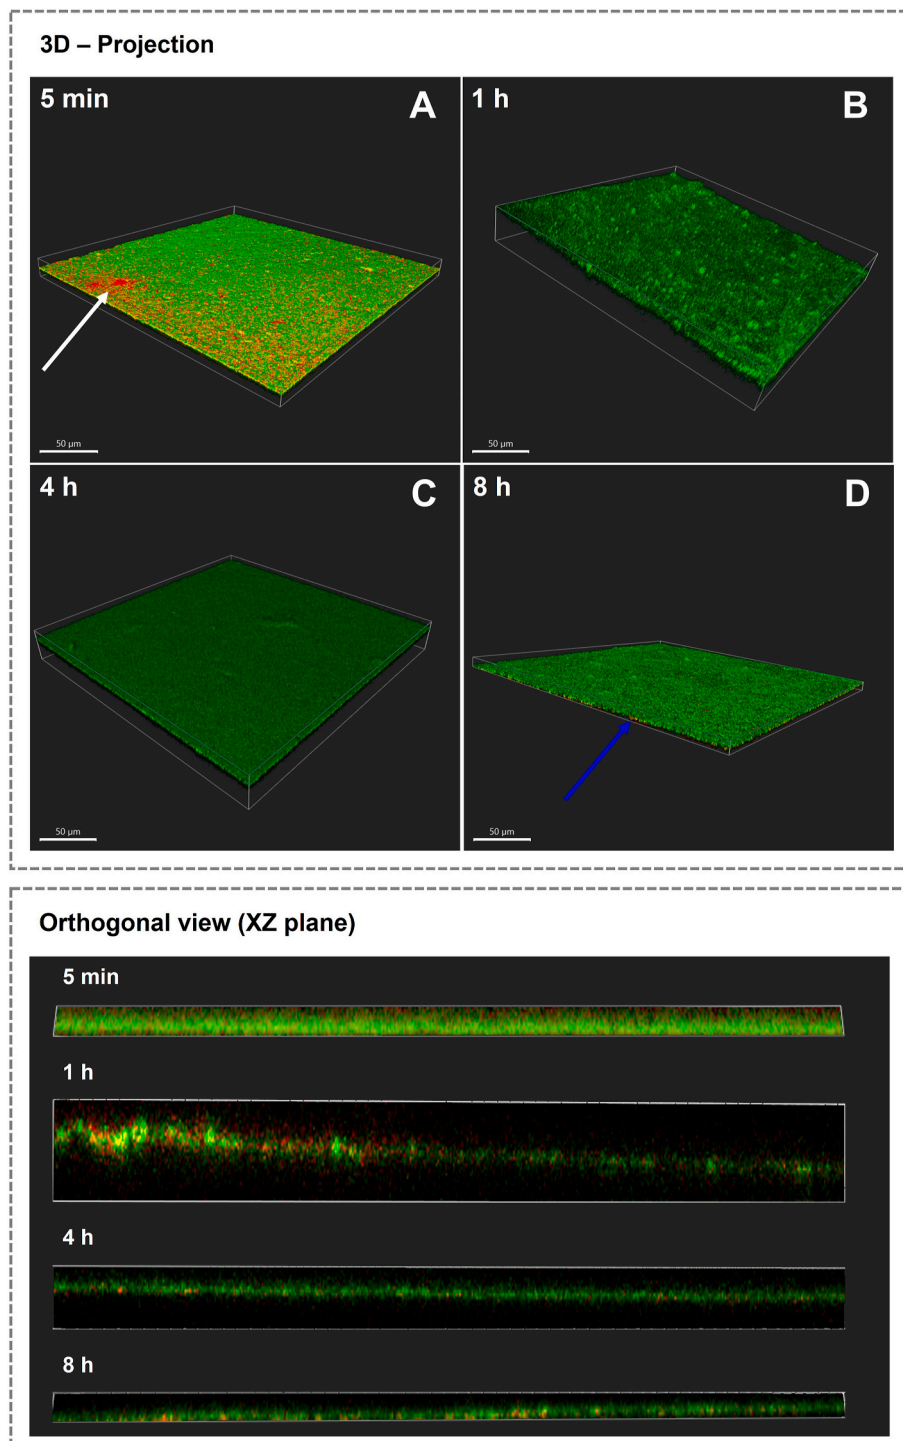 3D – Projection
5 min
A
1 h
B
50 µm
50 µm
4 h
C
8 h
D
50 µm
50 µm
Orthogonal view (XZ plane)
5 min
1 h
4 h
8 h